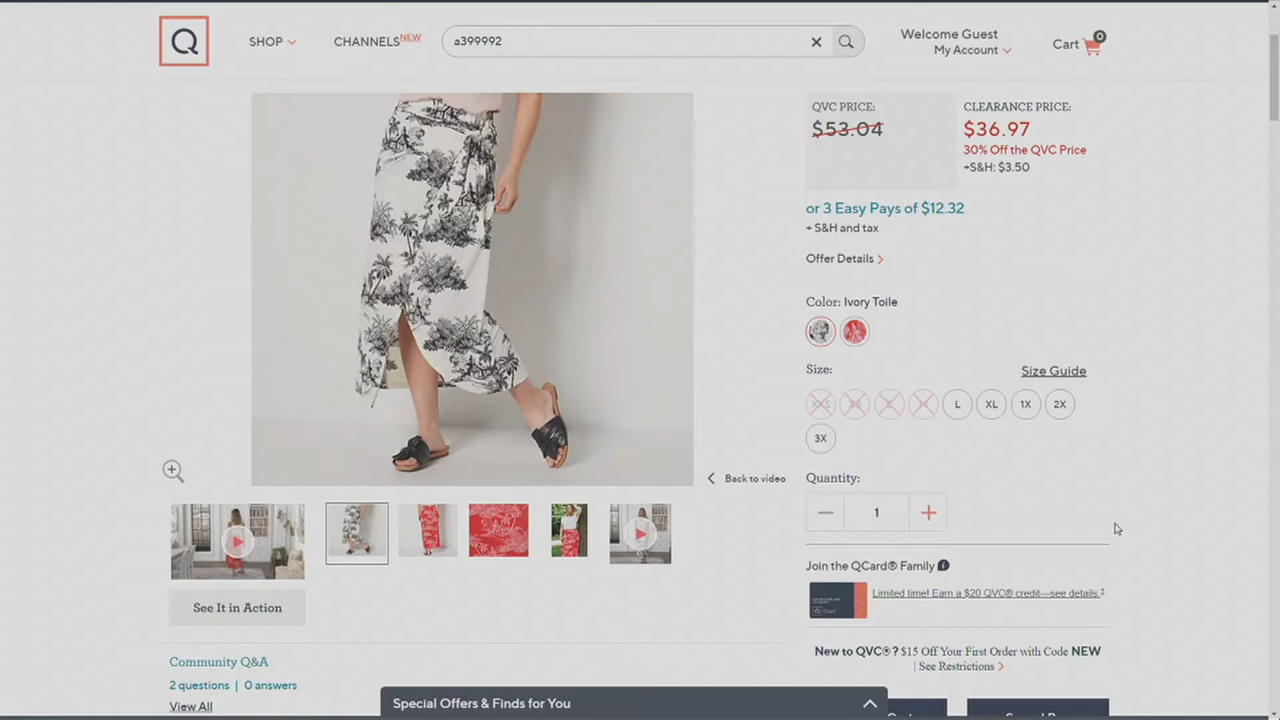 Q
SHOP
CHANNELS NEW
a399992
Welcome Guest
My Account
Cart 0
QVC PRICE:
$53.04
CLEARANCE PRICE:
$36.97
30% Off the QVC Price
+S&H: $3.50
or 3 Easy Pays of $12.32
+ S&H and tax
Offer Details
Color: Ivory Toile
Size:
Size Guide
L XL 1X 2X
3X
Back to video
Quantity:
1
Join the QCard® Family
Limited time! Earn a $20 QVC® credit—see details.‡
See It in Action
New to QVC®? $15 Off Your First Order with Code NEW
| See Restrictions
Community Q&A
2 questions | 0 answers
View All
Special Offers & Finds for You